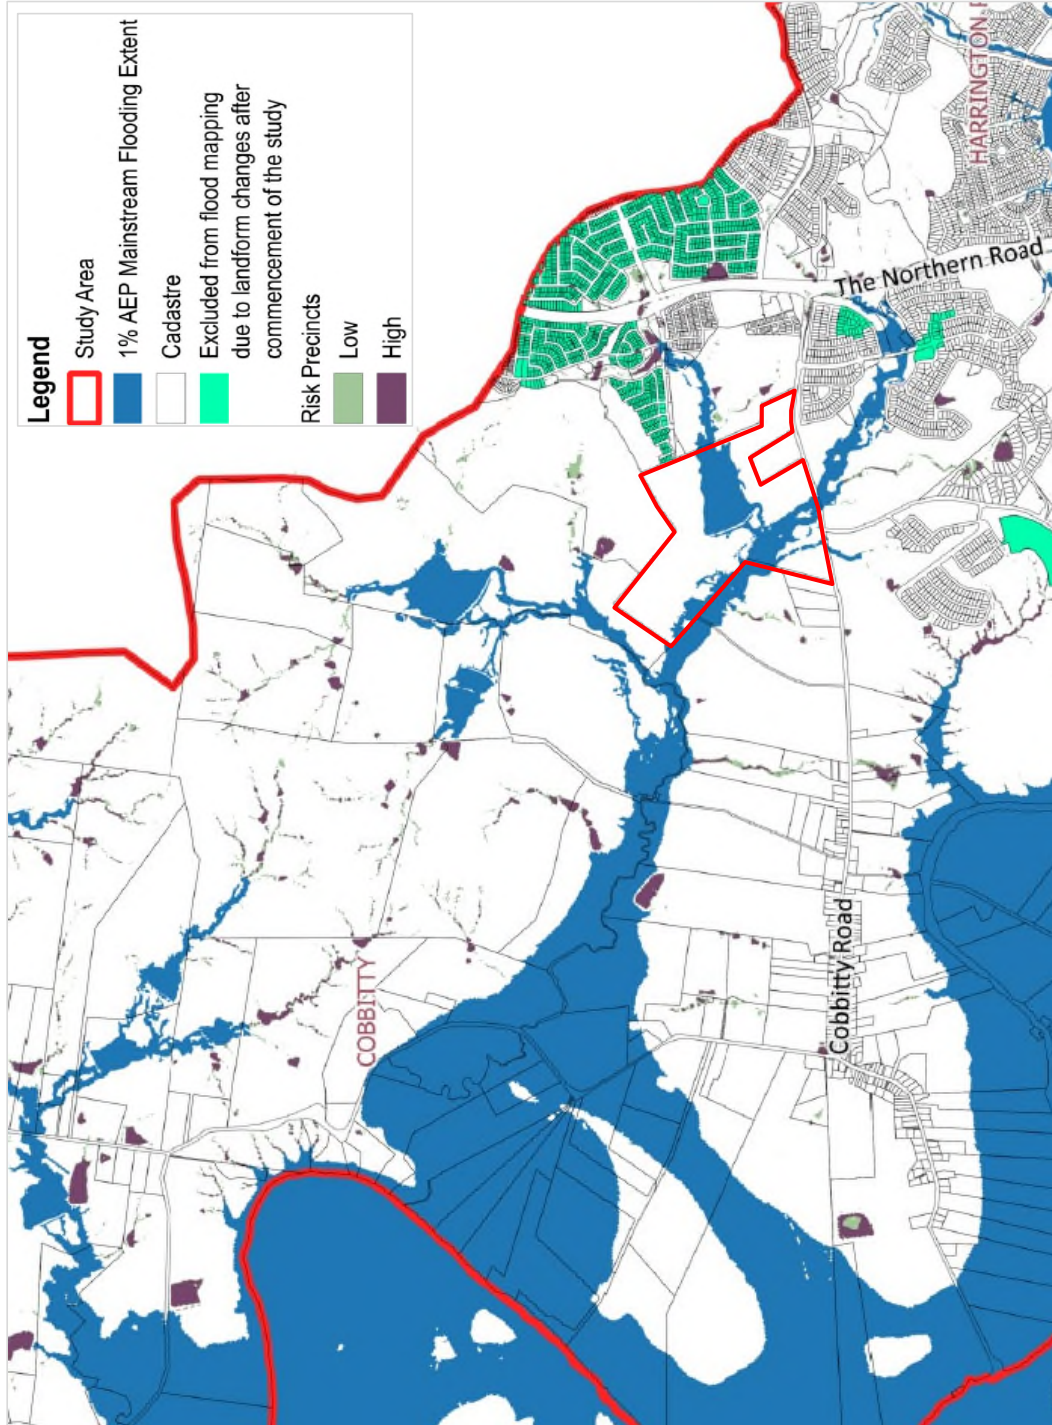 Legend
Study Area
1% AEP Mainstream Flooding Extent
Cadastre
Excluded from flood mapping
due to landform changes after
commencement of the study
Risk Precincts
Low
High
HARRINGTON
The Northern Road
COBBITTY
Cobbitty Road